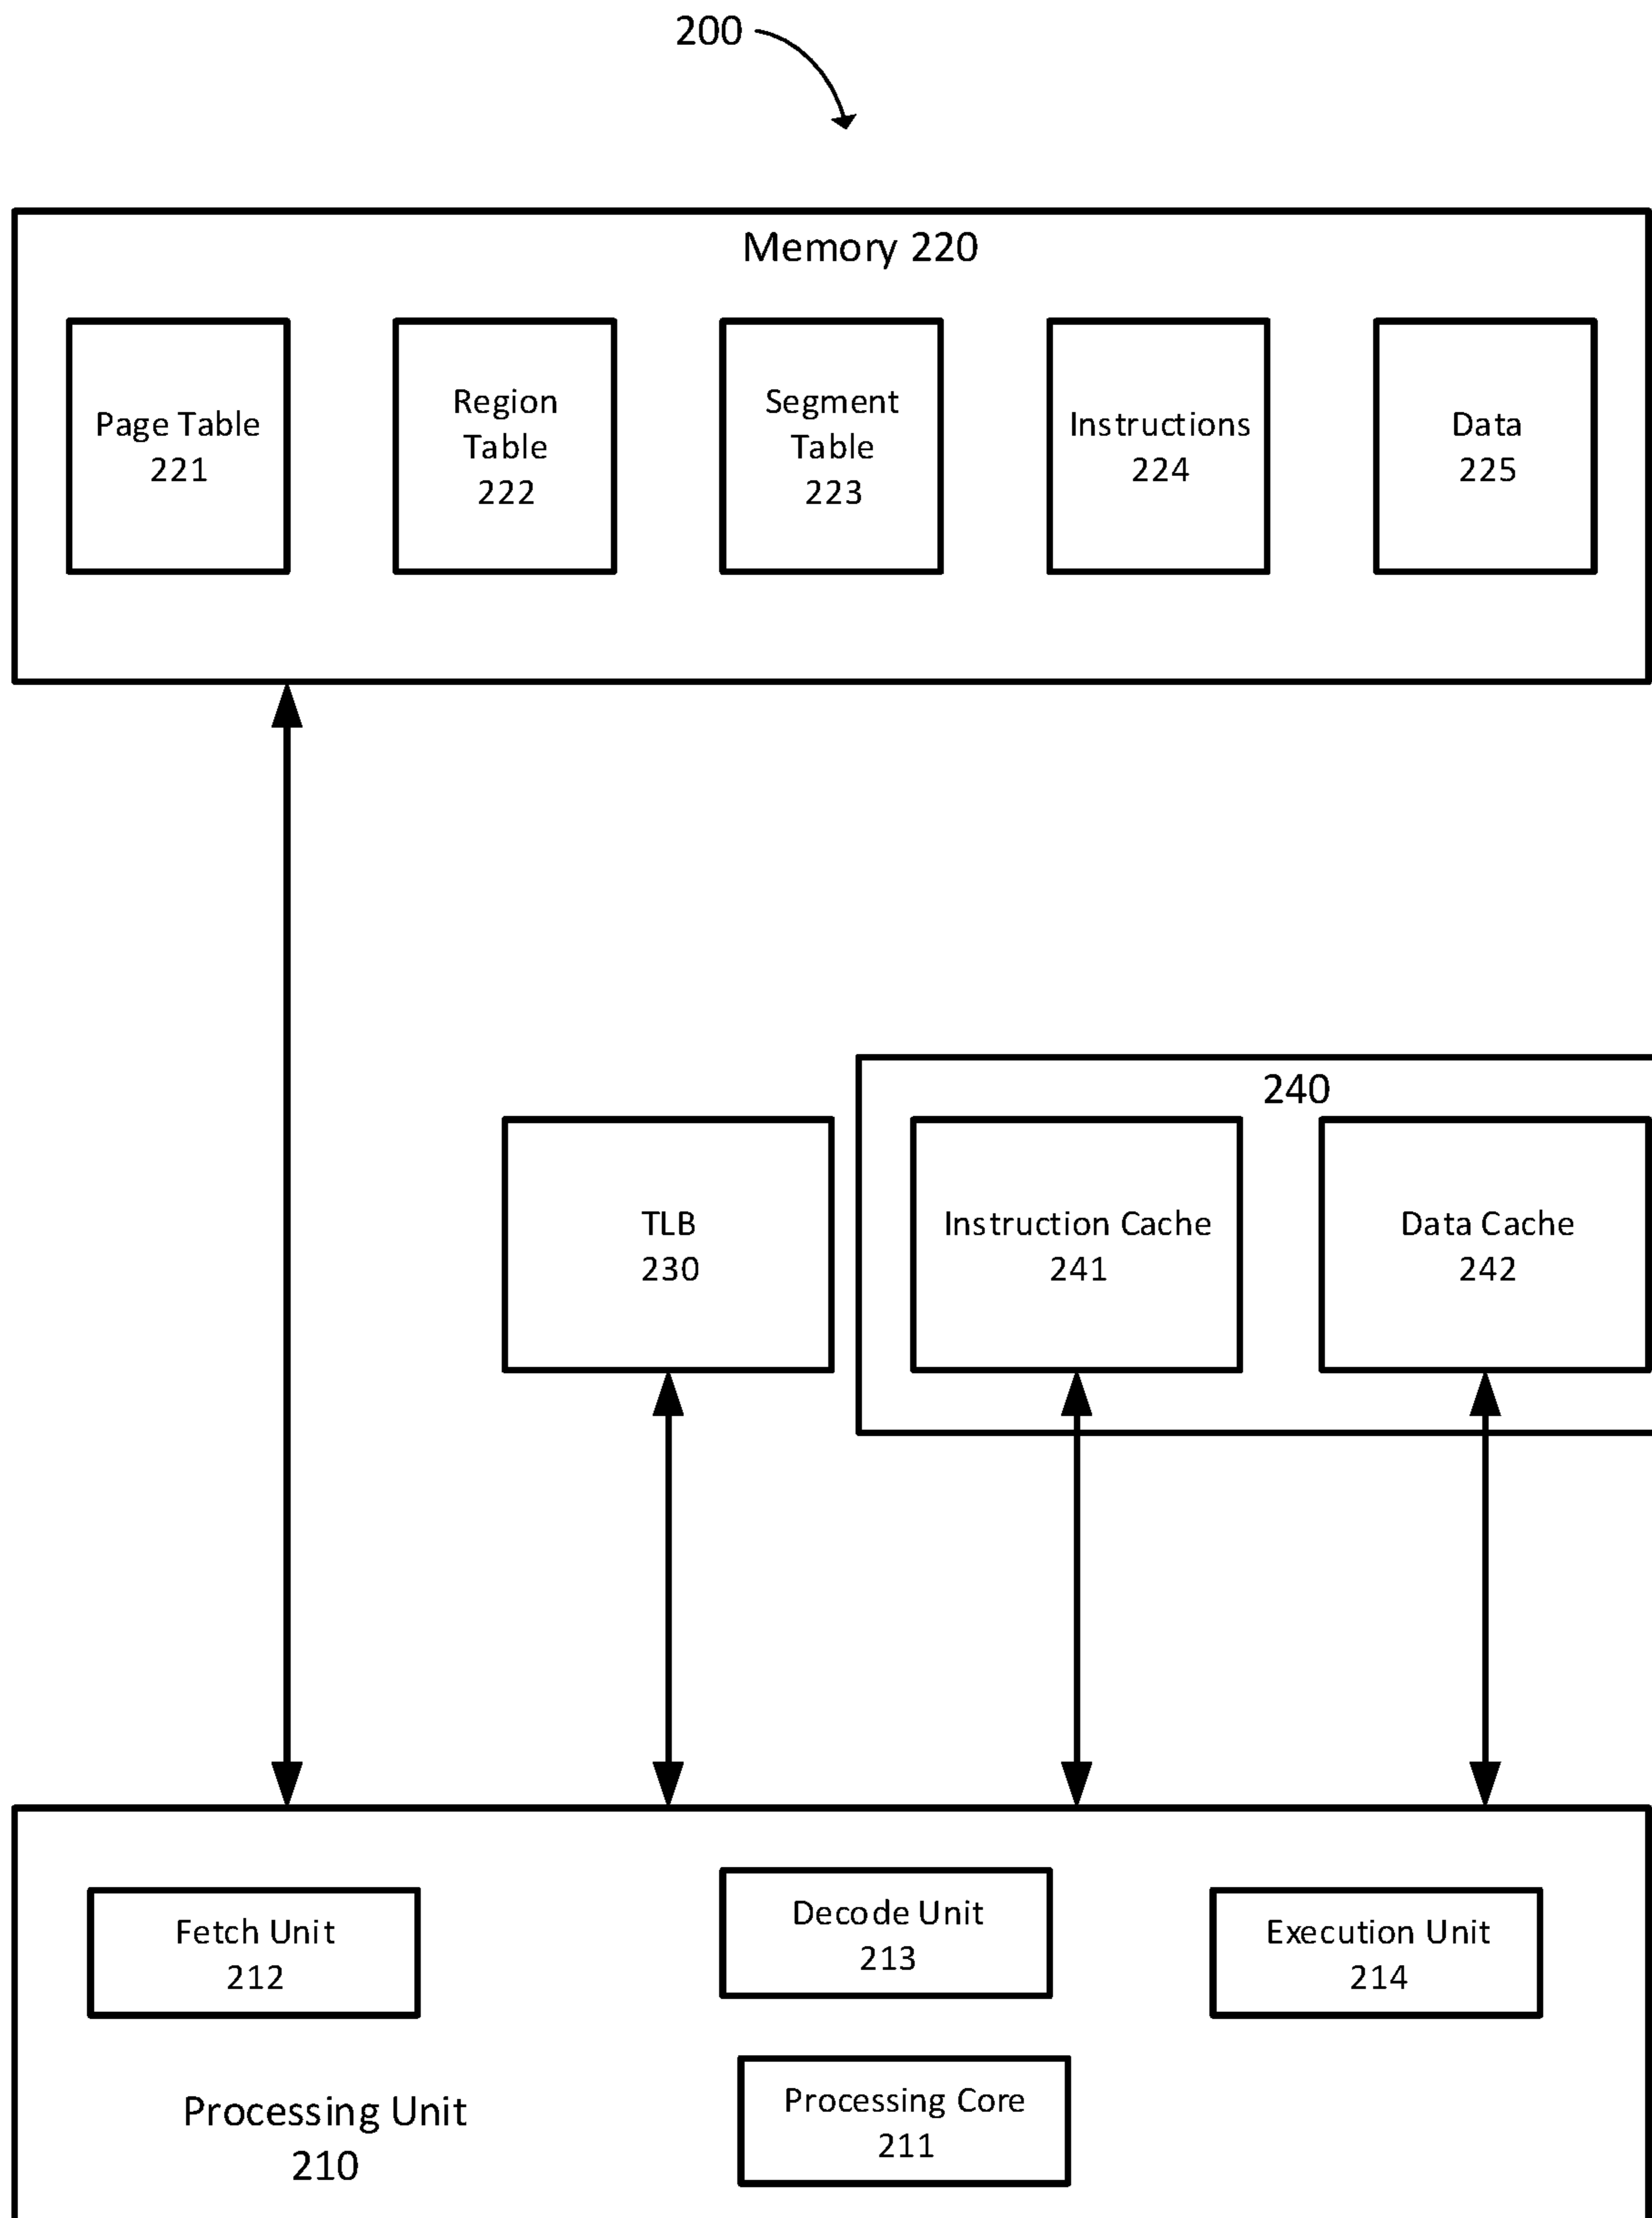 200
Memory 220
Page Table
221
Region
Table
222
Segment
Table
223
Instructions
224
Data
225
240
TLB
230
Instruction Cache
241
Data Cache
242
Fetch Unit
212
Decode Unit
213
Execution Unit
214
Processing Unit
210
Processing Core
211